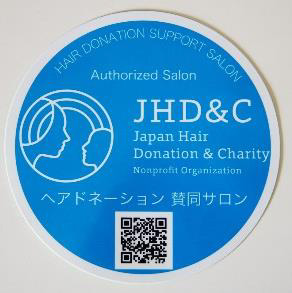 HAIR DONATION SUPPORT SALON
Authorized Salon
JHD&C
Japan Hair
Donation & Charity
Nonprofit Organization
ヘアドネーション 賛同サロン